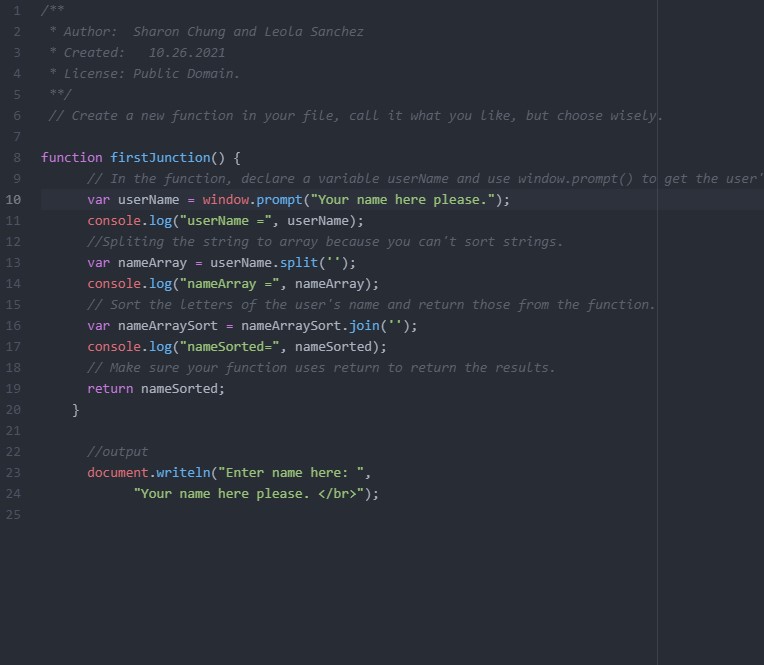 1 /**
2 * Author:  Sharon Chung and Leola Sanchez
3 * Created:   10.26.2021
4 * License: Public Domain.
5 **/
6 // Create a new function in your file, call it what you like, but choose wisely.
7
8 function firstJunction() {
9 // In the function, declare a variable userName and use window.prompt() to get the user'
10 var userName = window.prompt("Your name here please.");
11 console.log("userName =", userName);
12 //Spliting the string to array because you can't sort strings.
13 var nameArray = userName.split('');
14 console.log("nameArray =", nameArray);
15 // Sort the letters of the user's name and return those from the function.
16 var nameArraySort = nameArraySort.join('');
17 console.log("nameSorted=", nameSorted);
18 // Make sure your function uses return to return the results.
19 return nameSorted;
20 }
21
22 //output
23 document.writeln("Enter name here: ",
24 "Your name here please. </br>");
25